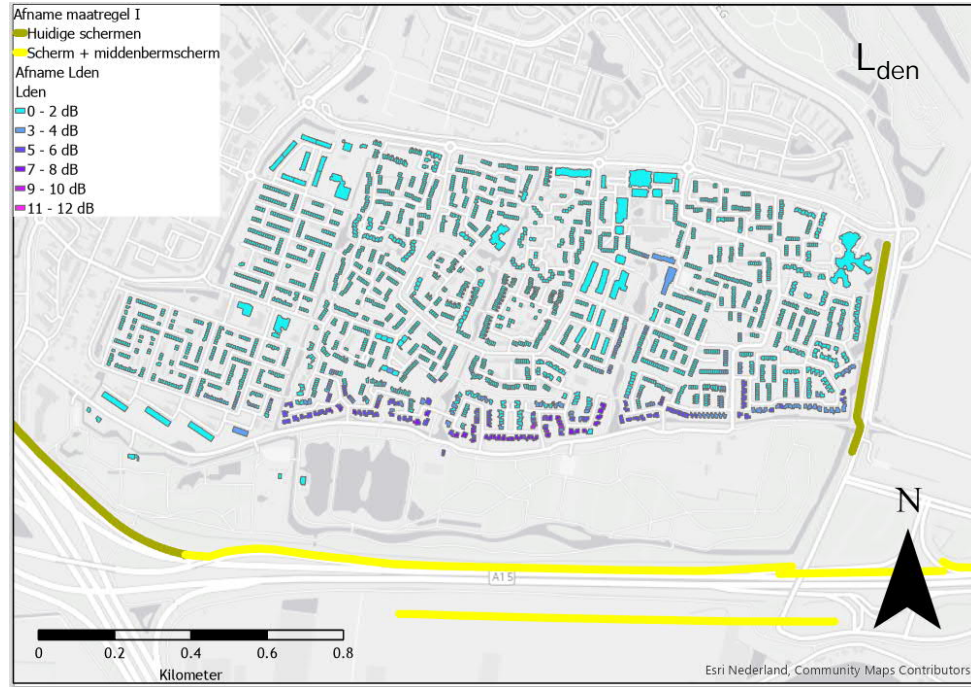 Afname maatregel I
Huidige schermen
Scherm + middenbermscherm
Afname Lden
Lden
0 - 2 dB
3 - 4 dB
5 - 6 dB
7 - 8 dB
9 - 10 dB
11 - 12 dB
Lden
N
A15
0 0.2 0.4 0.6 0.8
Kilometer
Esri Nederland, Community Maps Contributors